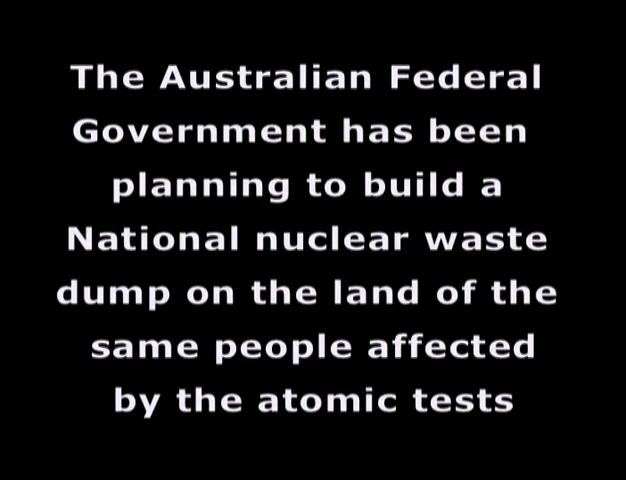 The Australian Federal
Government has been
planning to build a
National nuclear waste
dump on the land of the
same people affected
by the atomic tests